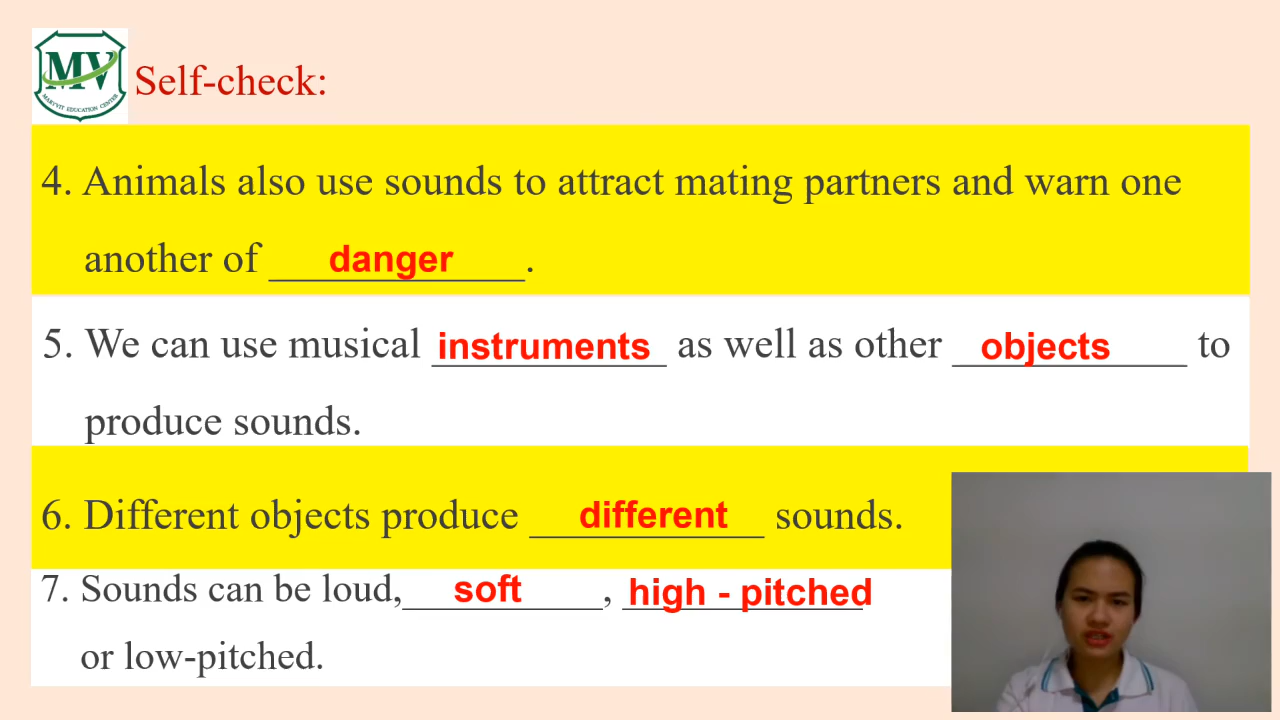 MV
MARYVIT EDUCATION CENTER
Self-check:
4. Animals also use sounds to attract mating partners and warn one
another of danger.
5. We can use musical instruments as well as other objects to
produce sounds.
6. Different objects produce different sounds.
7. Sounds can be loud, soft, high - pitched
or low-pitched.